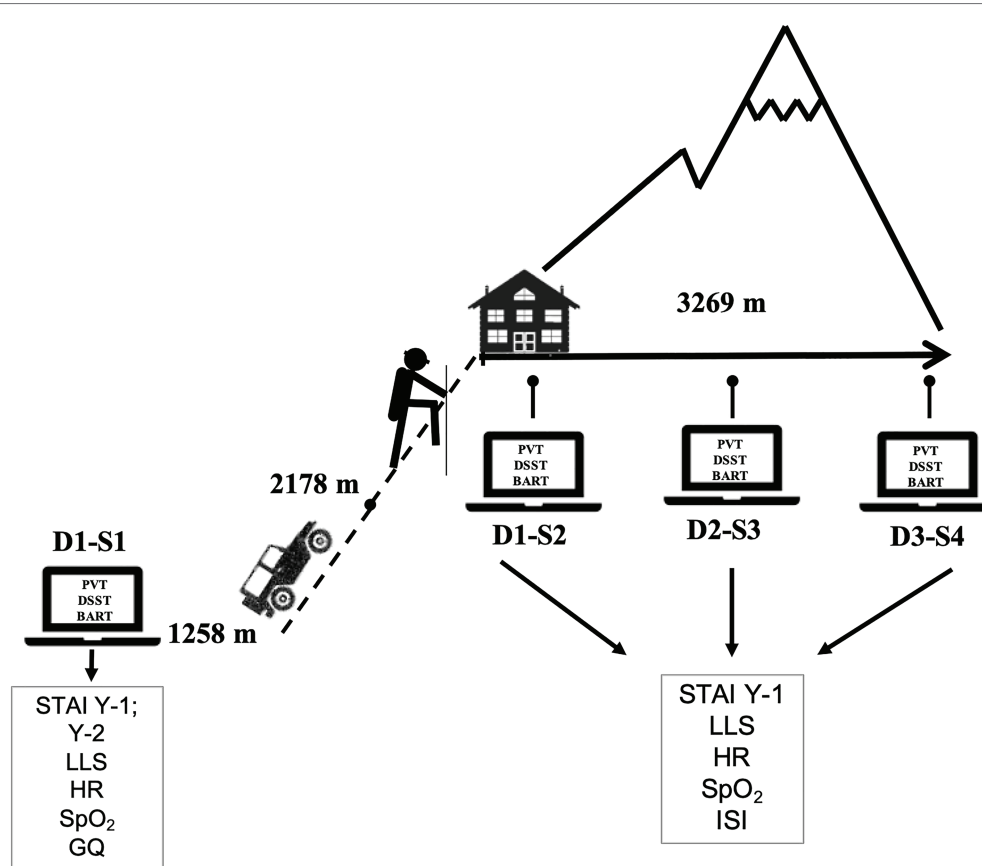 3269 m
2178 m
PVT
DSST
BART
D1-S2
PVT
DSST
BART
D2-S3
PVT
DSST
BART
D3-S4
D1-S1
PVT
DSST
BART
1258 m
STAI Y-1;
Y-2
LLS
HR
SpO₂
GQ
STAI Y-1
LLS
HR
SpO₂
ISI